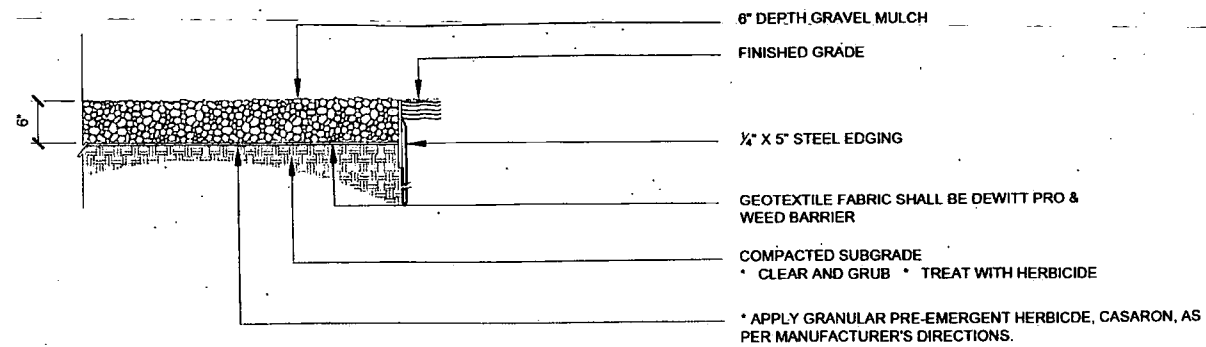 6" DEPTH GRAVEL MULCH
FINISHED GRADE
6"
¼" X 5" STEEL EDGING
GEOTEXTILE FABRIC SHALL BE DEWITT PRO &
WEED BARRIER
COMPACTED SUBGRADE
* CLEAR AND GRUB * TREAT WITH HERBICIDE
* APPLY GRANULAR PRE-EMERGENT HERBICDE, CASARON, AS
PER MANUFACTURER'S DIRECTIONS.